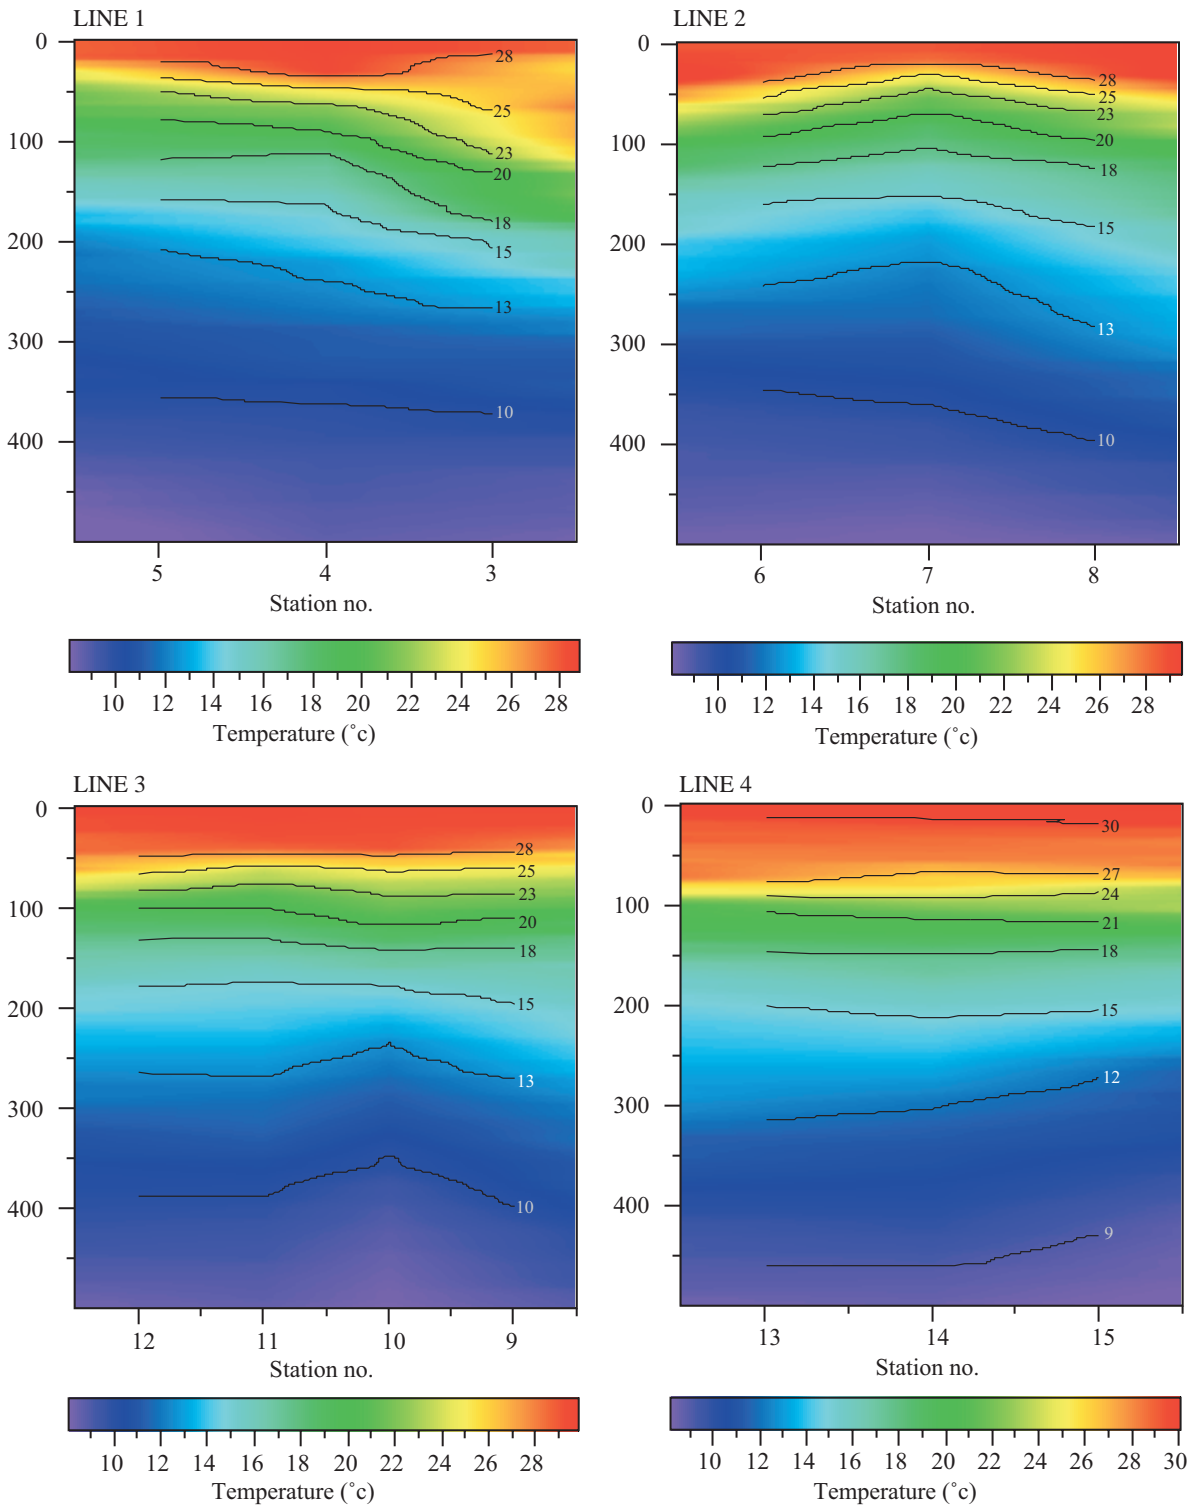 LINE 1
0
100
200
300
400
28
25
23
20
18
15
13
10
5 4 3
Station no.
10 12 14 16 18 20 22 24 26 28
Temperature (˚c)
LINE 2
0
100
200
300
400
28
25
23
20
18
15
13
10
6 7 8
Station no.
10 12 14 16 18 20 22 24 26 28
Temperature (˚c)
LINE 3
0
100
200
300
400
28
25
23
20
18
15
13
10
12 11 10 9
Station no.
10 12 14 16 18 20 22 24 26 28
Temperature (˚c)
LINE 4
0
100
200
300
400
30
27
24
21
18
15
12
9
13 14 15
Station no.
10 12 14 16 18 20 22 24 26 28 30
Temperature (˚c)